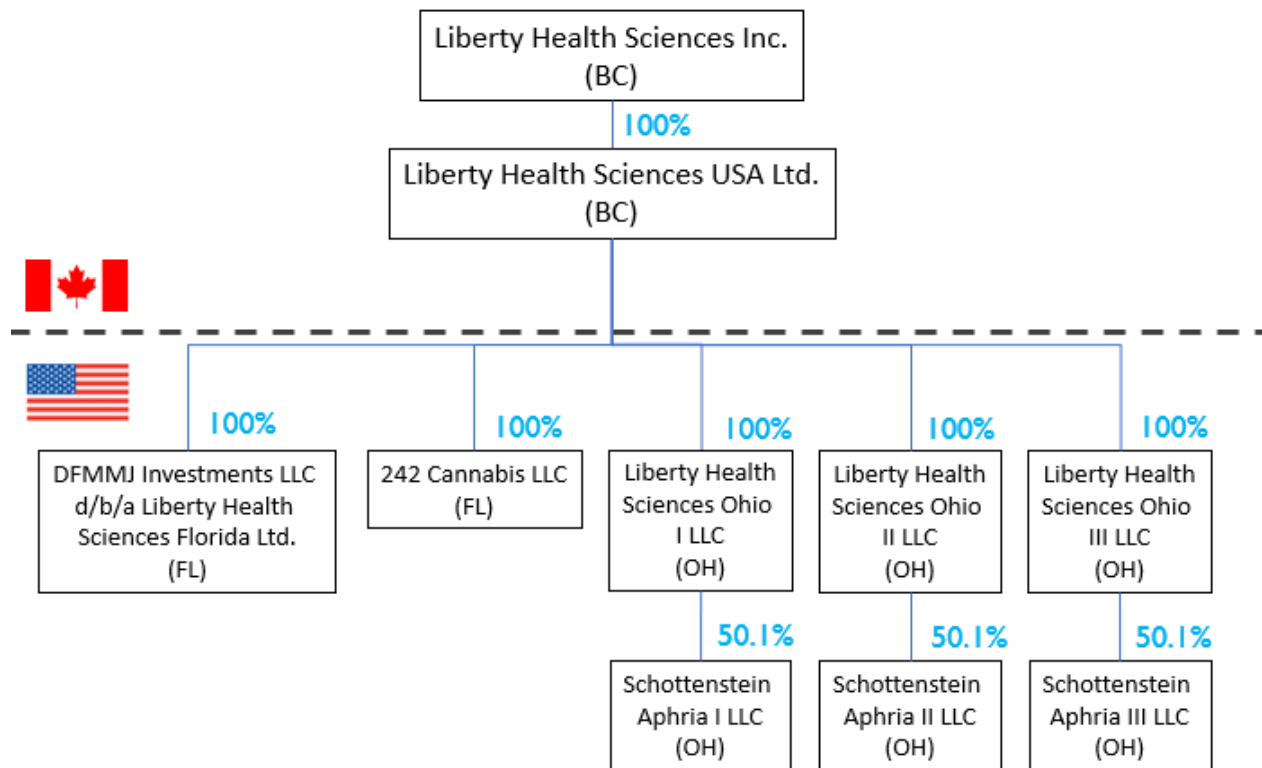 Liberty Health Sciences Inc.
(BC)
100%
Liberty Health Sciences USA Ltd.
(BC)
100%
100%
100%
100%
100%
DFMMJ Investments LLC
d/b/a Liberty Health
Sciences Florida Ltd.
(FL)
242 Cannabis LLC
(FL)
Liberty Health
Sciences Ohio
I LLC
(OH)
Liberty Health
Sciences Ohio
II LLC
(OH)
Liberty Health
Sciences Ohio
III LLC
(OH)
50.1%
50.1%
50.1%
Schottenstein
Aphria I LLC
(OH)
Schottenstein
Aphria II LLC
(OH)
Schottenstein
Aphria III LLC
(OH)